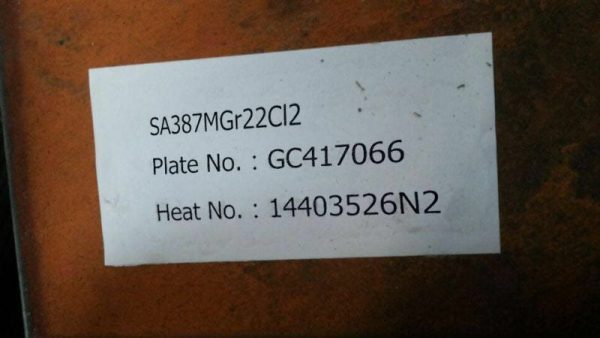 SA387MGr22Cl2
Plate No. : GC417066
Heat No. : 14403526N2